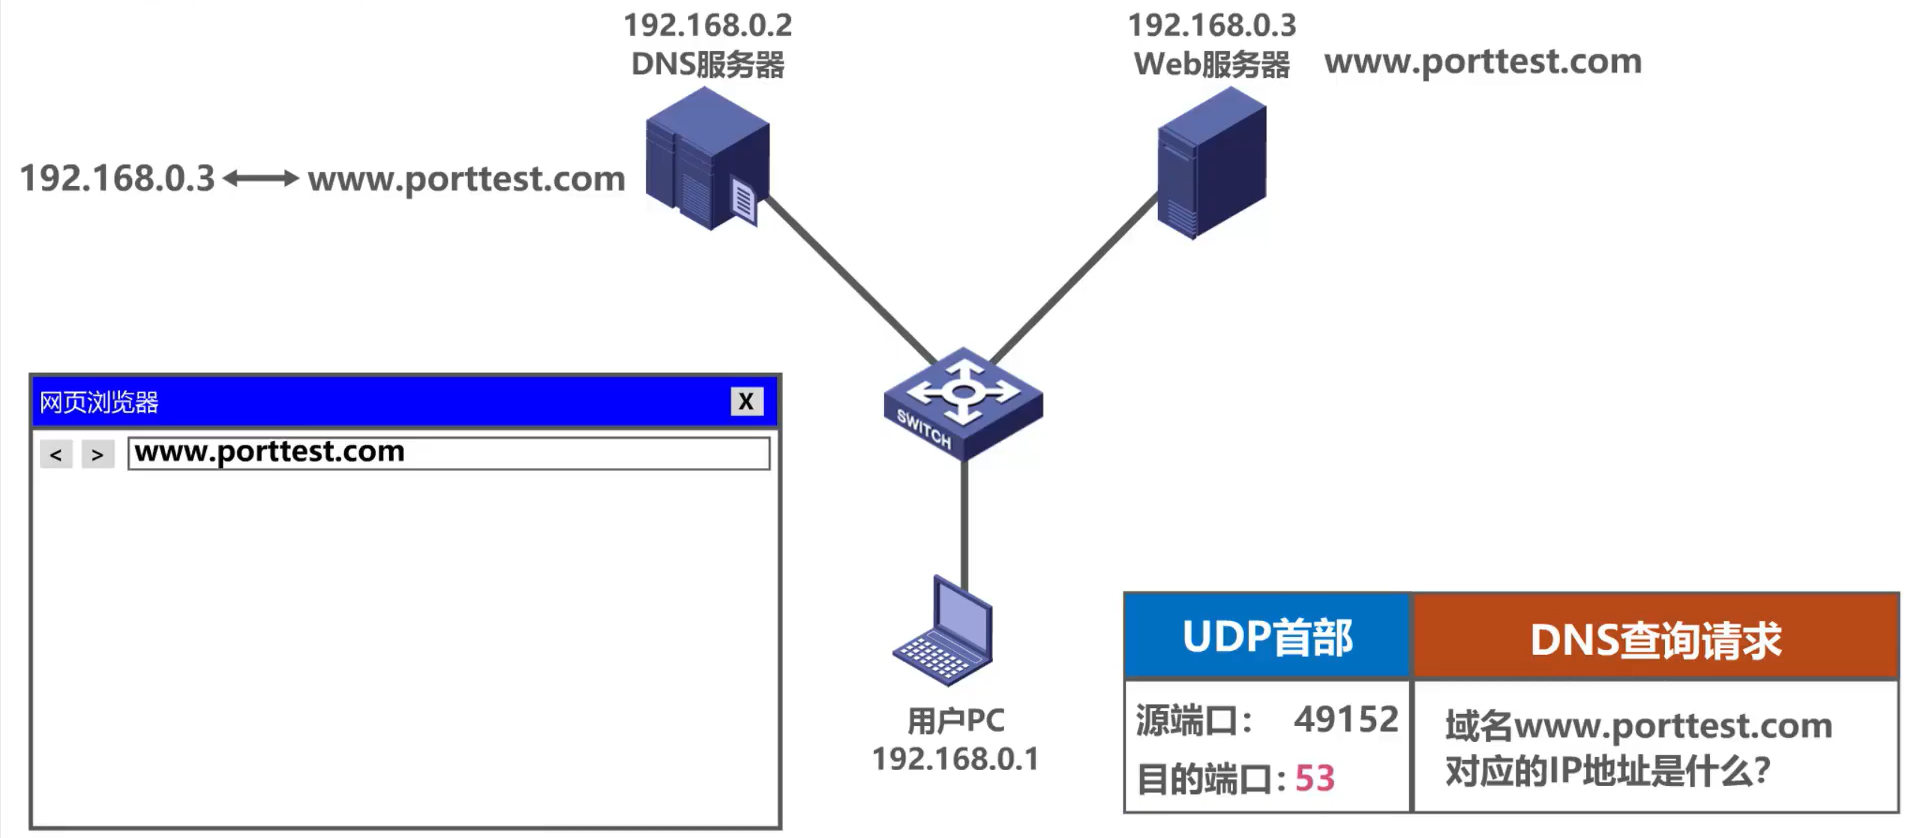 192.168.0.2
DNS服务器
192.168.0.3
Web服务器
www.porttest.com
192.168.0.3
www.porttest.com
网页浏览器
X
<
>
www.porttest.com
SWITCH
用户PC
192.168.0.1
UDP首部
DNS查询请求
源端口: 49152
目的端口: 53
域名www.porttest.com
对应的IP地址是什么?